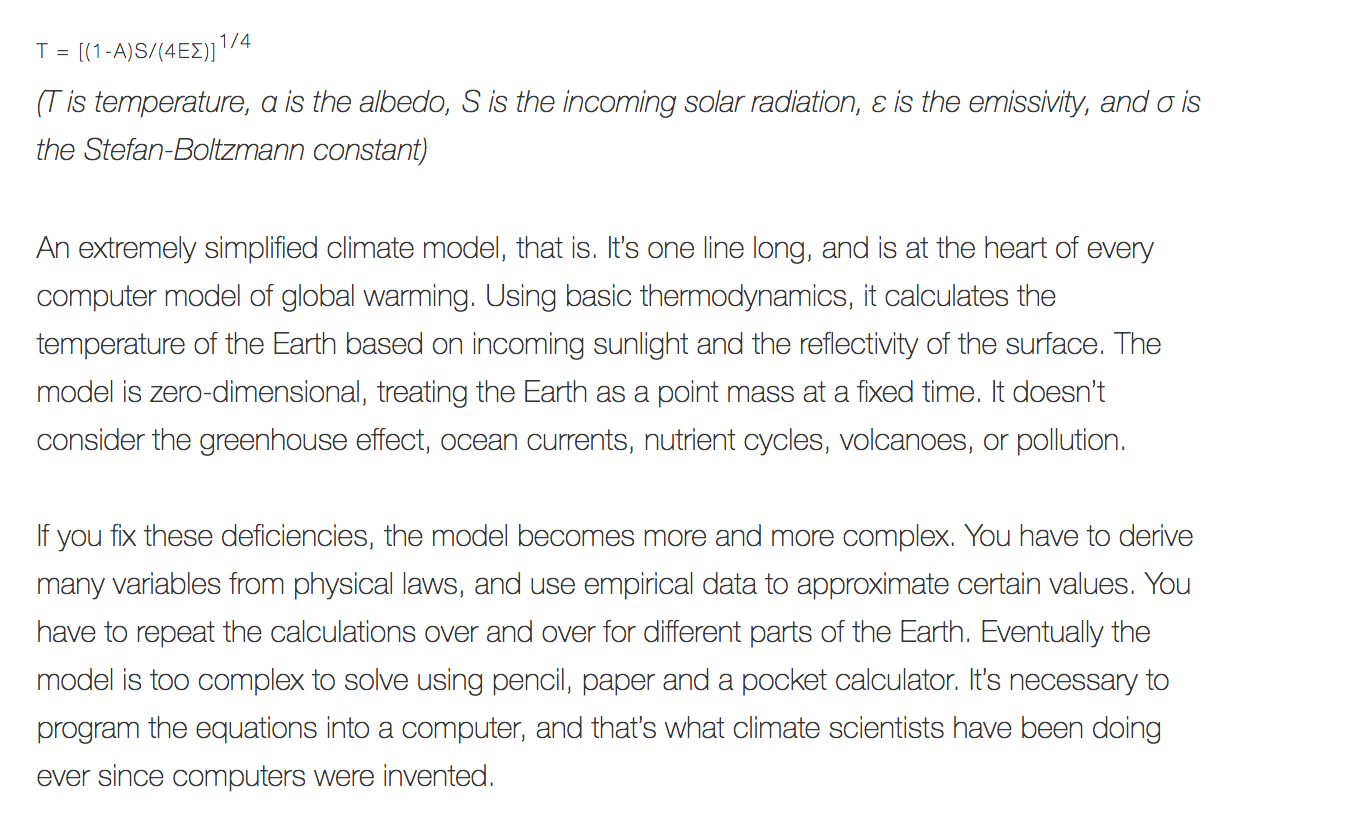 T = [(1-A)S/(4EΣ)]^1/4
(T is temperature, α is the albedo, S is the incoming solar radiation, ε is the emissivity, and σ is
the Stefan-Boltzmann constant)
An extremely simplified climate model, that is. It’s one line long, and is at the heart of every
computer model of global warming. Using basic thermodynamics, it calculates the
temperature of the Earth based on incoming sunlight and the reflectivity of the surface. The
model is zero-dimensional, treating the Earth as a point mass at a fixed time. It doesn’t
consider the greenhouse effect, ocean currents, nutrient cycles, volcanoes, or pollution.
If you fix these deficiencies, the model becomes more and more complex. You have to derive
many variables from physical laws, and use empirical data to approximate certain values. You
have to repeat the calculations over and over for different parts of the Earth. Eventually the
model is too complex to solve using pencil, paper and a pocket calculator. It’s necessary to
program the equations into a computer, and that’s what climate scientists have been doing
ever since computers were invented.